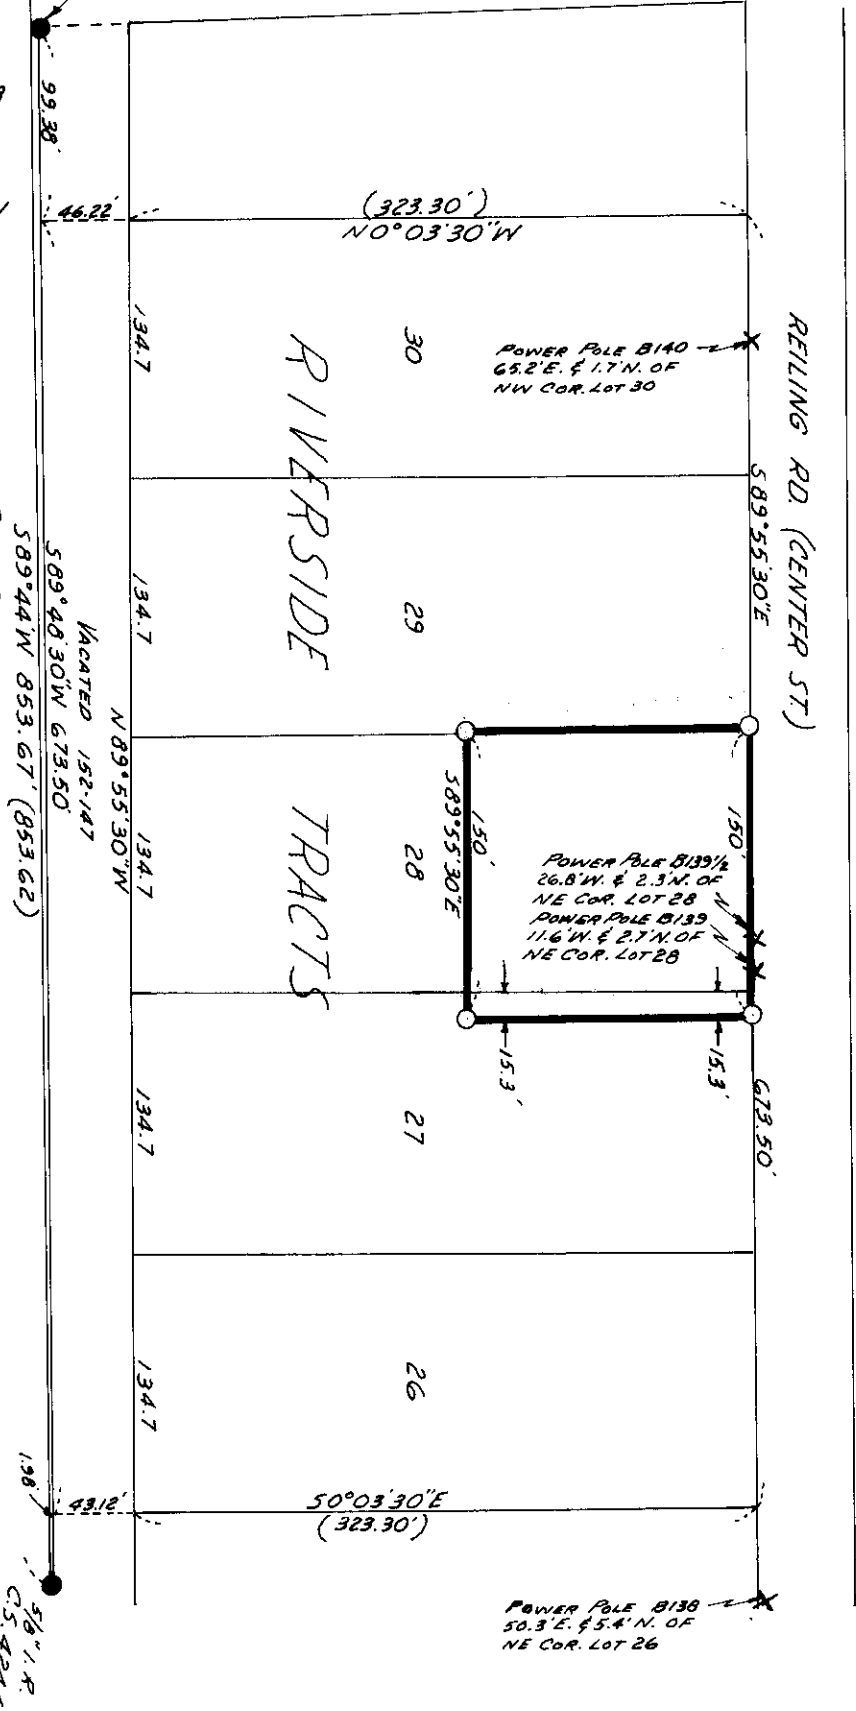 REILING RD. (CENTER ST.)
S89°55'30"E
673.50'
99.38'
46.22'
(323.30')
N0°03'30"W
134.7
30
POWER POLE B140
65.2'E. & 1.7'N. OF
NW COR. LOT 30
RIVERSIDE
TRACTS
134.7
29
150'
150'
S89°55'30"E
134.7
28
POWER POLE B139½
26.8'W. & 2.3'N. OF
NE COR. LOT 28
POWER POLE B139
11.6'W. & 2.7'N. OF
NE COR. LOT 28
15.3'
15.3'
134.7
27
134.7
26
N89°55'30"W
VACATED 152-147
S89°48'30"W 673.50'
S89°44'W 853.67' (853.62)
1.98'
43.12'
S0°03'30"E
(323.30')
5/8" I.P.
C.S. 424
POWER POLE B138
50.3'E. & 5.4'N. OF
NE COR. LOT 26